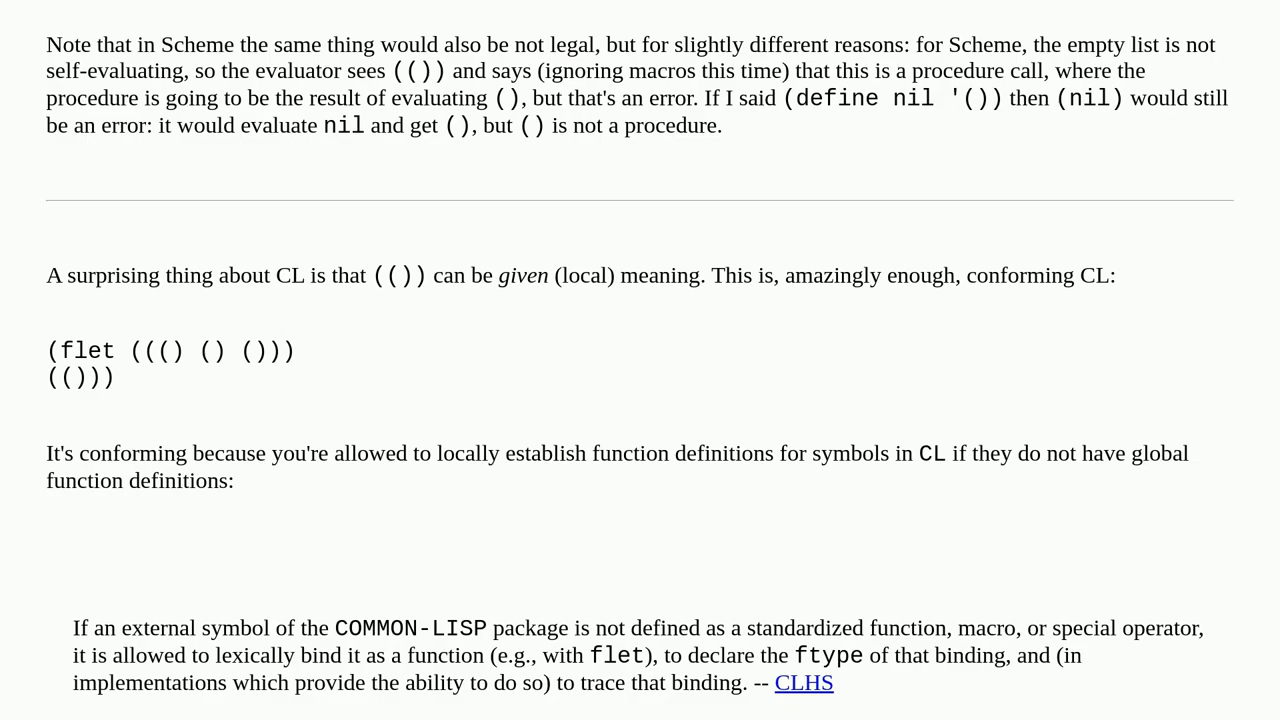 Note that in Scheme the same thing would also be not legal, but for slightly different reasons: for Scheme, the empty list is not
self-evaluating, so the evaluator sees (()) and says (ignoring macros this time) that this is a procedure call, where the
procedure is going to be the result of evaluating (), but that's an error. If I said (define nil '()) then (nil) would still
be an error: it would evaluate nil and get (), but () is not a procedure.
A surprising thing about CL is that (()) can be given (local) meaning. This is, amazingly enough, conforming CL:
(flet ((() () ()))
(()))
It's conforming because you're allowed to locally establish function definitions for symbols in CL if they do not have global
function definitions:
If an external symbol of the COMMON-LISP package is not defined as a standardized function, macro, or special operator,
it is allowed to lexically bind it as a function (e.g., with flet), to declare the ftype of that binding, and (in
implementations which provide the ability to do so) to trace that binding. -- CLHS